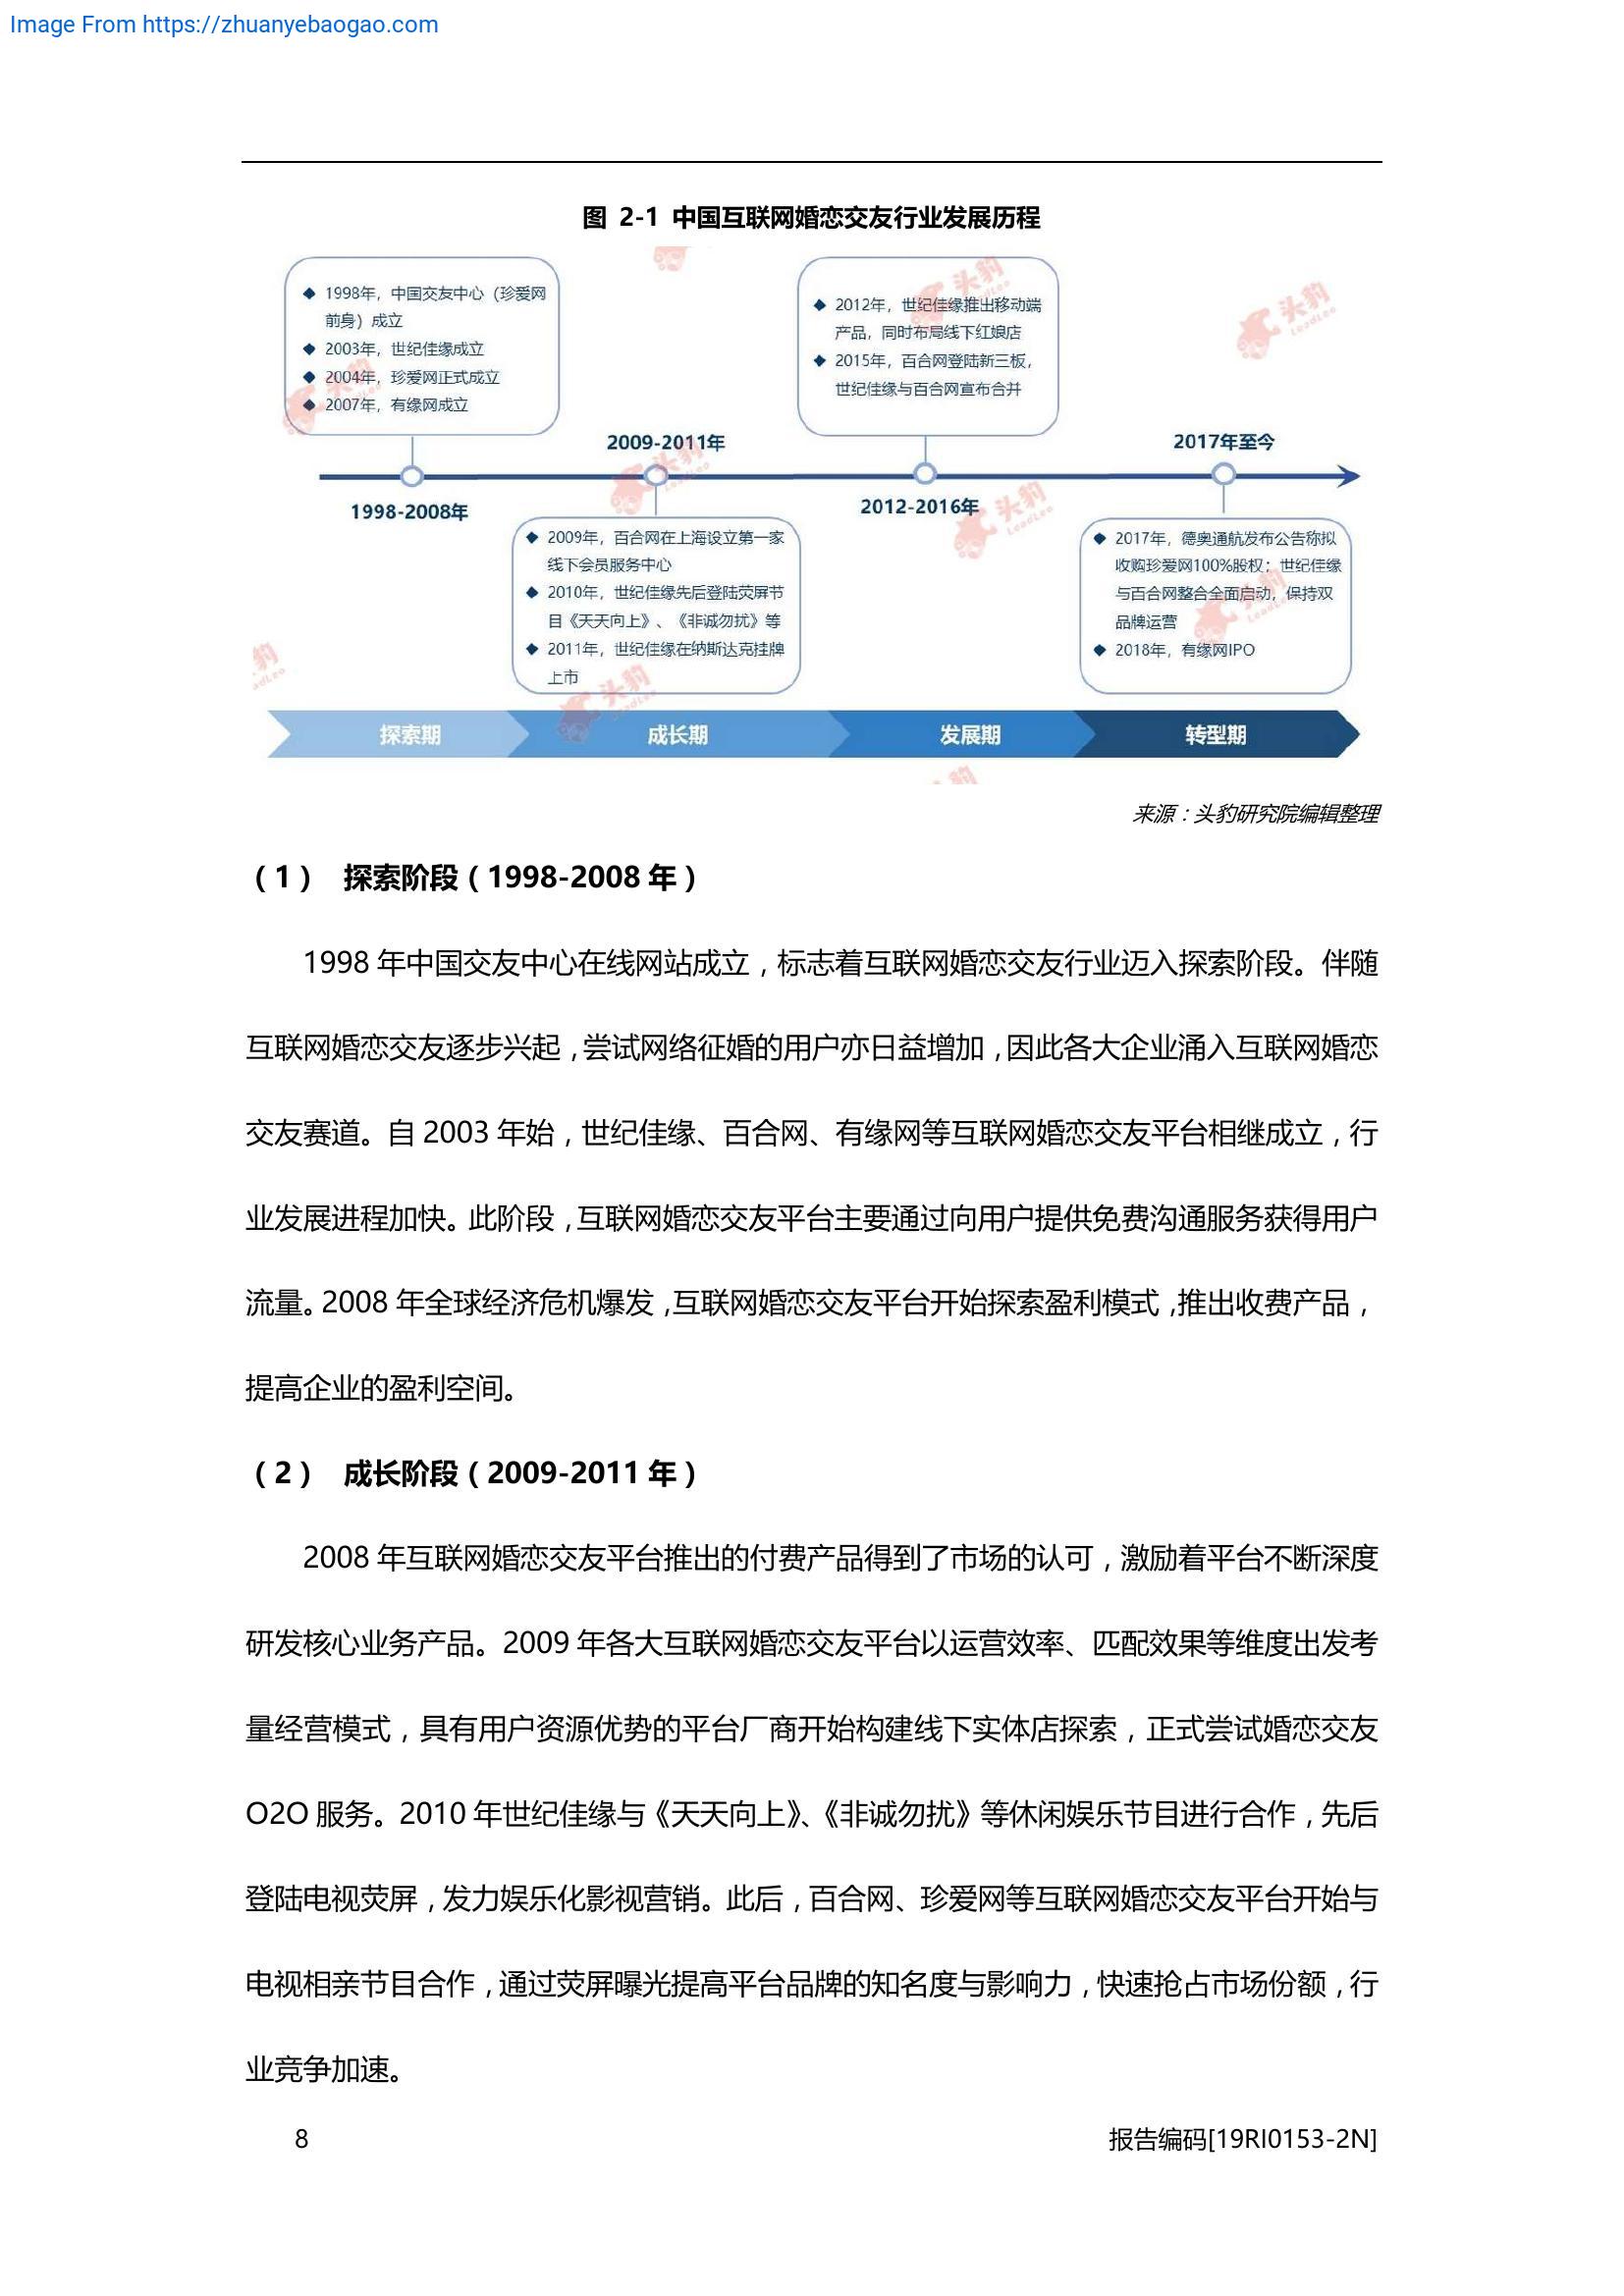 Image From https://zhuanyebaogao.com
图 2-1 中国互联网婚恋交友行业发展历程
◆ 1998年，中国交友中心（珍爱网
前身）成立
◆ 2003年，世纪佳缘成立
◆ 2004年，珍爱网正式成立
◆ 2007年，有缘网成立
◆ 2012年，世纪佳缘推出移动端
产品，同时布局线下红娘店
◆ 2015年，百合网登陆新三板，
世纪佳缘与百合网宣布合并
2009-2011年
2017年至今
1998-2008年
2012-2016年
◆ 2009年，百合网在上海设立第一家
线下会员服务中心
◆ 2010年，世纪佳缘先后登陆荧屏节
目《天天向上》、《非诚勿扰》等
◆ 2011年，世纪佳缘在纳斯达克挂牌
上市
◆ 2017年，德奥通航发布公告称拟
收购珍爱网100%股权；世纪佳缘
与百合网整合全面启动，保持双
品牌运营
◆ 2018年，有缘网IPO
探索期
成长期
发展期
转型期
头豹
LeadLeo
来源：头豹研究院编辑整理
（1） 探索阶段（1998-2008 年）
1998 年中国交友中心在线网站成立，标志着互联网婚恋交友行业迈入探索阶段。伴随
互联网婚恋交友逐步兴起，尝试网络征婚的用户亦日益增加，因此各大企业涌入互联网婚恋
交友赛道。自 2003 年始，世纪佳缘、百合网、有缘网等互联网婚恋交友平台相继成立，行
业发展进程加快。此阶段，互联网婚恋交友平台主要通过向用户提供免费沟通服务获得用户
流量。2008 年全球经济危机爆发，互联网婚恋交友平台开始探索盈利模式，推出收费产品，
提高企业的盈利空间。
（2） 成长阶段（2009-2011 年）
2008 年互联网婚恋交友平台推出的付费产品得到了市场的认可，激励着平台不断深度
研发核心业务产品。2009 年各大互联网婚恋交友平台以运营效率、匹配效果等维度出发考
量经营模式，具有用户资源优势的平台厂商开始构建线下实体店探索，正式尝试婚恋交友
O2O 服务。2010 年世纪佳缘与《天天向上》、《非诚勿扰》等休闲娱乐节目进行合作，先后
登陆电视荧屏，发力娱乐化影视营销。此后，百合网、珍爱网等互联网婚恋交友平台开始与
电视相亲节目合作，通过荧屏曝光提高平台品牌的知名度与影响力，快速抢占市场份额，行
业竞争加速。
8
报告编码[19RI0153-2N]